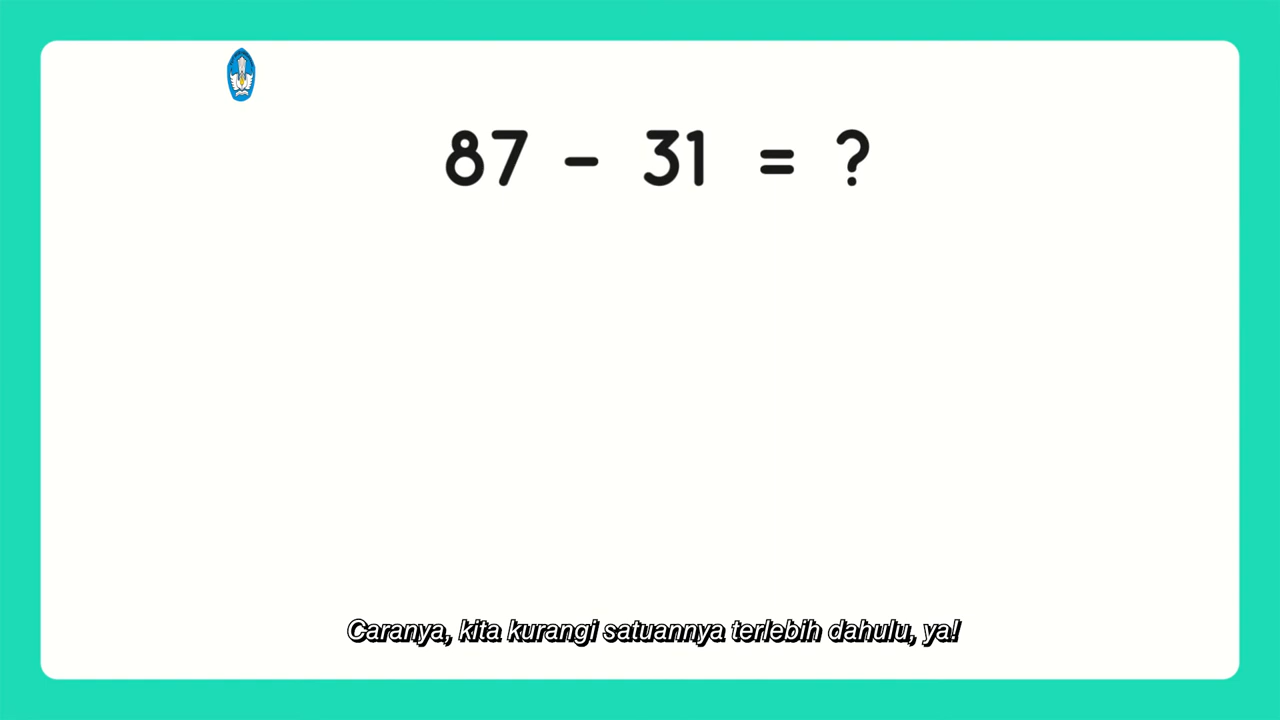 87 - 31 = ?
Caranya, kita kurangi satuannya terlebih dahulu, ya!